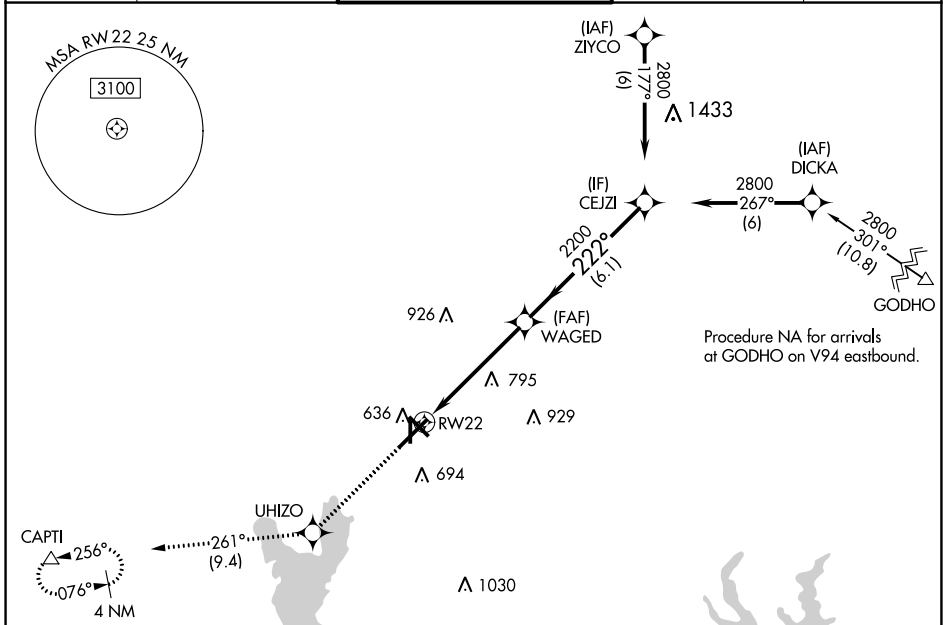 MSA RW22 25 NM
3100
(IAF)
ZIYCO
2800
177°
(6)
1433
(IAF)
DICKA
(IF)
CEJZI
2800
267°
(6)
2800
301°
(10.8)
GODHO
2200
222°
(6.1)
926
(FAF)
WAGED
Procedure NA for arrivals
at GODHO on V94 eastbound.
795
636
RW22
929
694
UHIZO
CAPTI
256°
261°
(9.4)
076°
4 NM
1030